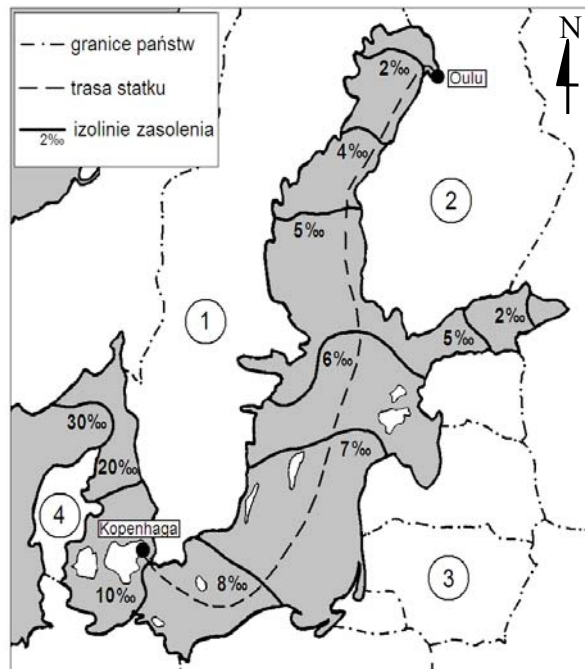 granice państw
trasa statku
2‰ izolinie zasolenia
N
2‰
Oulu
4‰
2
5‰
1
2‰
5‰
6‰
30‰
7‰
20‰
4
Kopenhaga
3
8‰
10‰